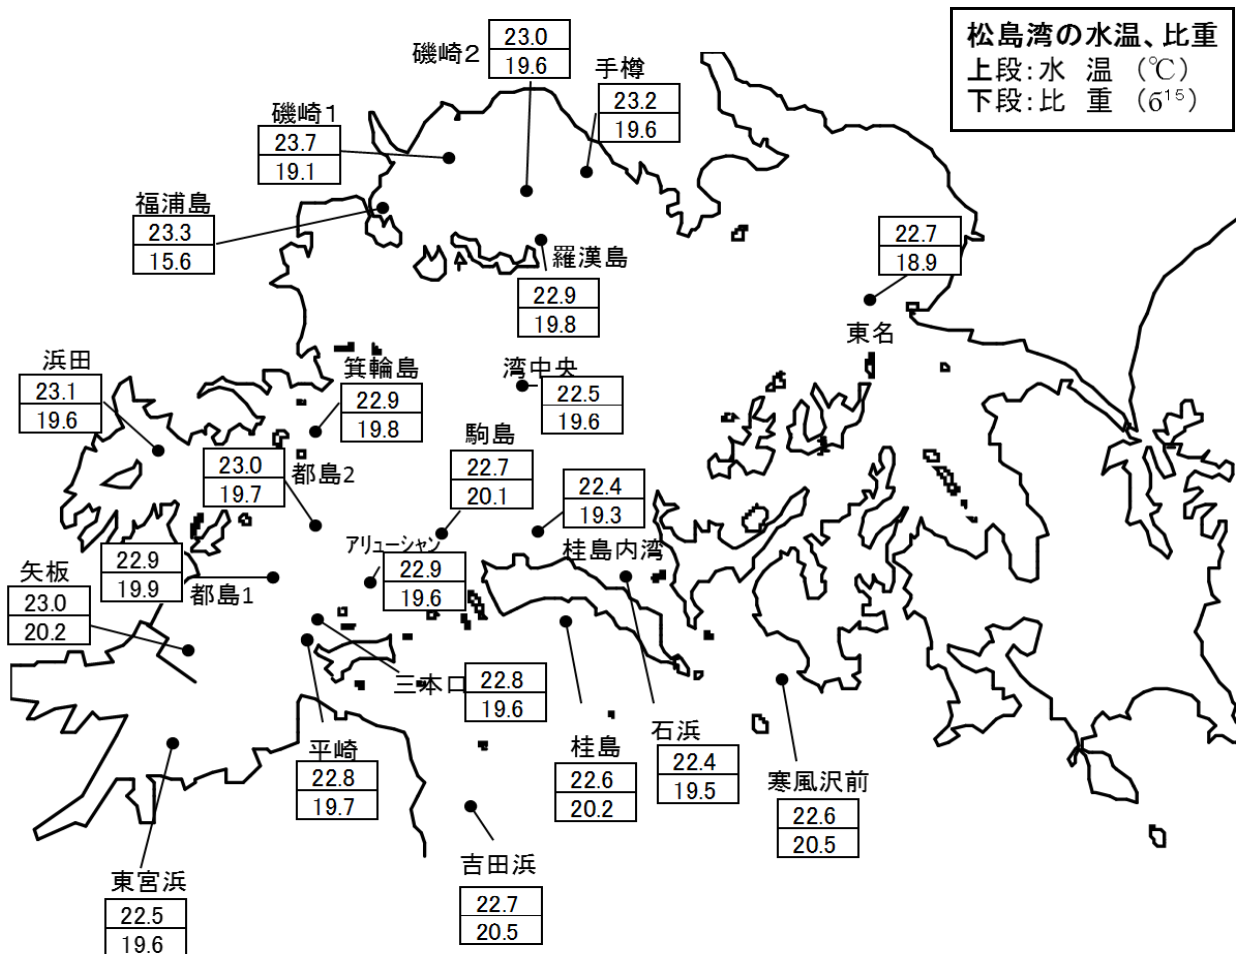 松島湾の水温、比重
上段:水 温 (℃)
下段:比 重 (σ¹⁵)
磯崎2
23.0
19.6
手樽
23.2
19.6
磯崎1
23.7
19.1
福浦島
23.3
15.6
羅漢島
22.9
19.8
22.7
18.9
東名
浜田
23.1
19.6
箕輪島
22.9
19.8
湾中央
22.5
19.6
駒島
22.7
20.1
23.0
19.7
都島2
22.4
19.3
桂島内湾
アリューシャン
22.9
19.6
22.9
19.9
都島1
矢板
23.0
20.2
三本口
22.8
19.6
平崎
22.8
19.7
桂島
22.6
20.2
石浜
22.4
19.5
寒風沢前
22.6
20.5
吉田浜
22.7
20.5
東宮浜
22.5
19.6